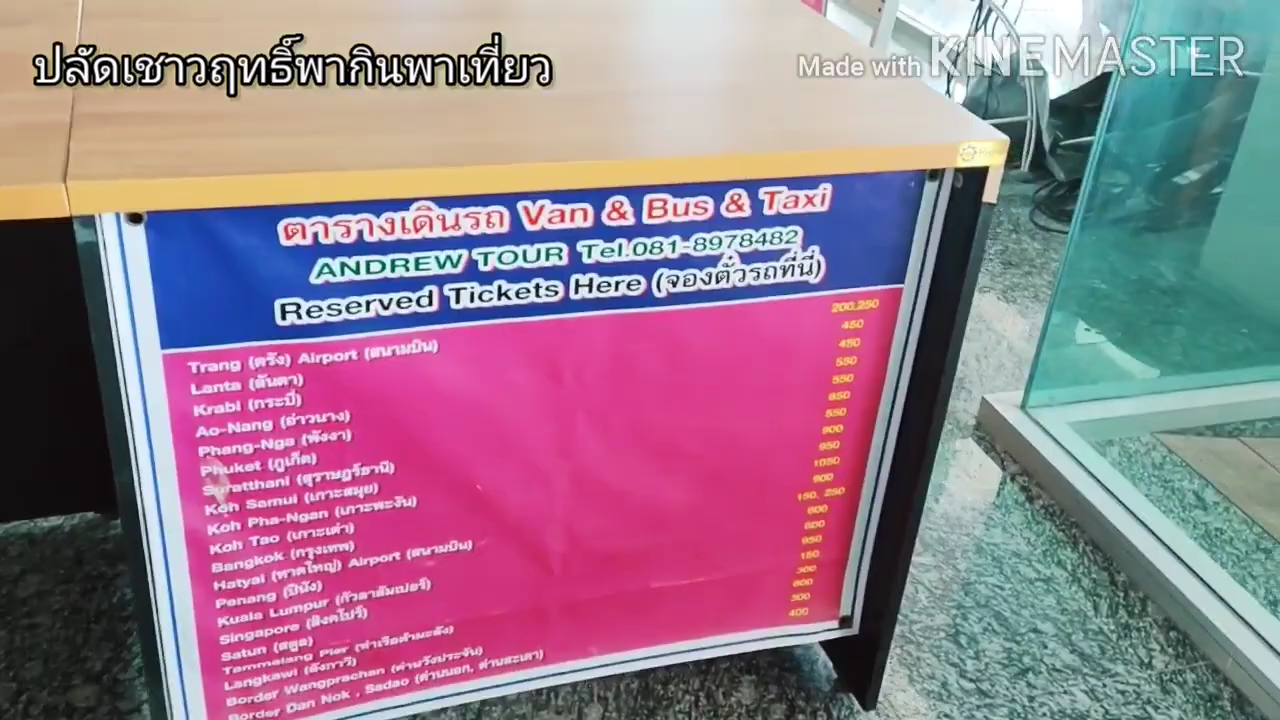 ปลัดเชาวฤทธิ์พากินพาเที่ยว
Made with KINEMASTER
ตารางเดินรถ Van & Bus & Taxi
ANDREW TOUR Tel.081-8978482
Reserved Tickets Here (จองตั๋วรถที่นี่)
Trang (ตรัง) Airport (สนามบิน) 200,250
Lanta (ลันตา) 450
Krabi (กระบี่) 450
Ao-Nang (อ่าวนาง) 550
Phang-Nga (พังงา) 550
Phuket (ภูเก็ต) 650
Suratthani (สุราษฎร์ธานี) 550
Koh Samui (เกาะสมุย) 900
Koh Pha-Ngan (เกาะพะงัน) 950
Koh Tao (เกาะเต่า) 1050
Bangkok (กรุงเทพ) 900
Hatyai (หาดใหญ่) Airport (สนามบิน) 150, 250
Penang (ปีนัง) 600
Kuala Lumpur (กัวลาลัมเปอร์) 800
Singapore (สิงคโปร์) 950
Satun (สตูล) 150
Tammalang Pier (ท่าเรือตำมะลัง) 300
Langkawi (ลังกาวี) 600
Border Wangprachan (ด่านวังประจัน) 300
Border Dan Nok , Sadao (ด่านนอก, ด่านสะเดา) 400